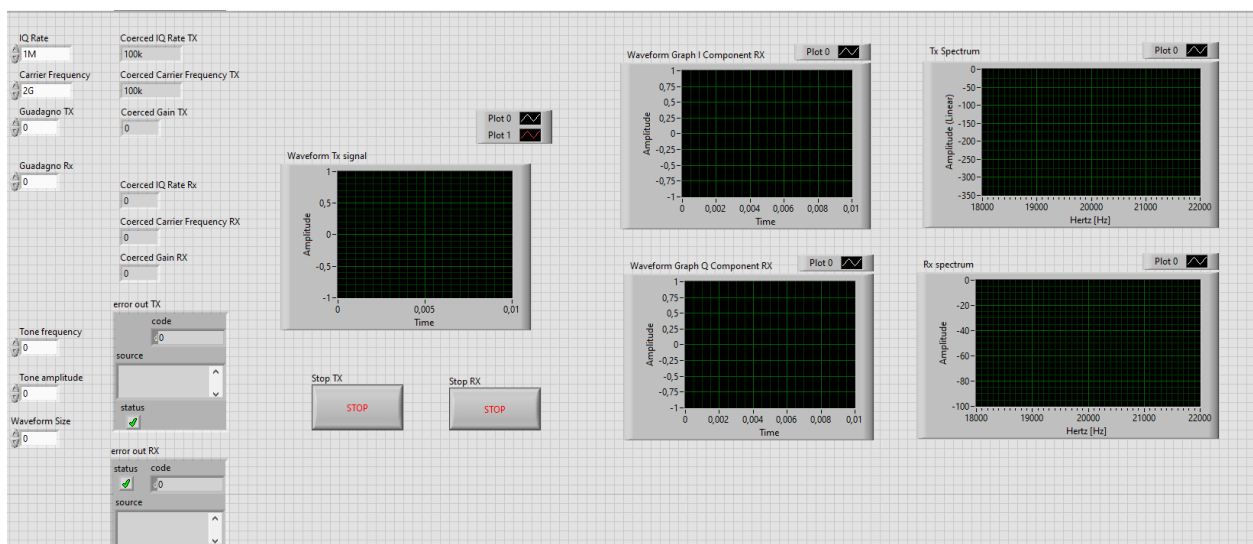 IQ Rate
1M
Carrier Frequency
2G
Guadagno TX
0
Guadagno Rx
0
Tone frequency
0
Tone amplitude
0
Waveform Size
0
Coerced IQ Rate TX
100k
Coerced Carrier Frequency TX
100k
Coerced Gain TX
0
Coerced IQ Rate Rx
0
Coerced Carrier Frequency RX
0
Coerced Gain RX
0
error out TX
code
0
source
status
error out RX
status code
0
source
Plot 0
Plot 1
Waveform Tx signal
Amplitude
1
0,5
0
-0,5
-1
0 0,005 0,01
Time
Stop TX
STOP
Stop RX
STOP
Waveform Graph I Component RX
Plot 0
Amplitude
1
0,75
0,5
0,25
0
-0,25
-0,5
-0,75
-1
0 0,002 0,004 0,006 0,008 0,01
Time
Waveform Graph Q Component RX
Plot 0
Amplitude
1
0,75
0,5
0,25
0
-0,25
-0,5
-0,75
-1
0 0,002 0,004 0,006 0,008 0,01
Time
Tx Spectrum
Plot 0
Amplitude (Linear)
0
-50
-100
-150
-200
-250
-300
-350
18000 19000 20000 21000 22000
Hertz [Hz]
Rx spectrum
Plot 0
Amplitude
0
-20
-40
-60
-80
-100
18000 19000 20000 21000 22000
Hertz [Hz]